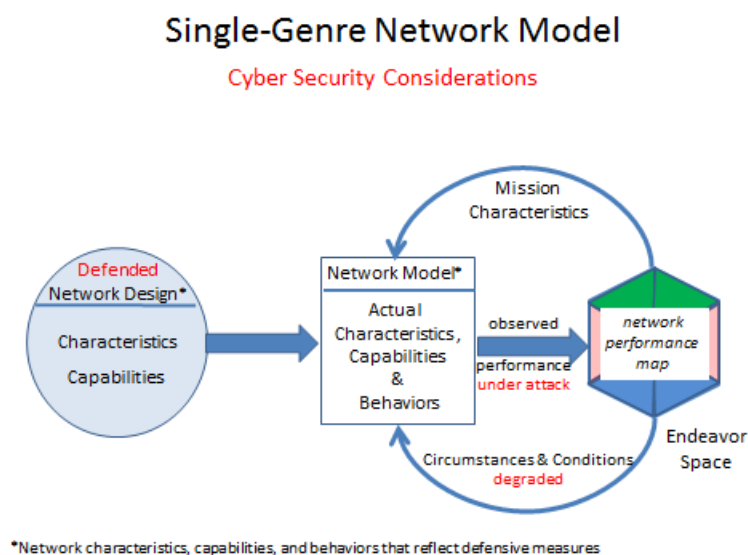 Single-Genre Network Model
Cyber Security Considerations
Mission
Characteristics
Defended
Network Design*
Characteristics
Capabilities
Network Model*
Actual
Characteristics,
Capabilities
&
Behaviors
observed
performance
under attack
network
performance
map
Endeavor
Space
Circumstances & Conditions
degraded
*Network characteristics, capabilities, and behaviors that reflect defensive measures